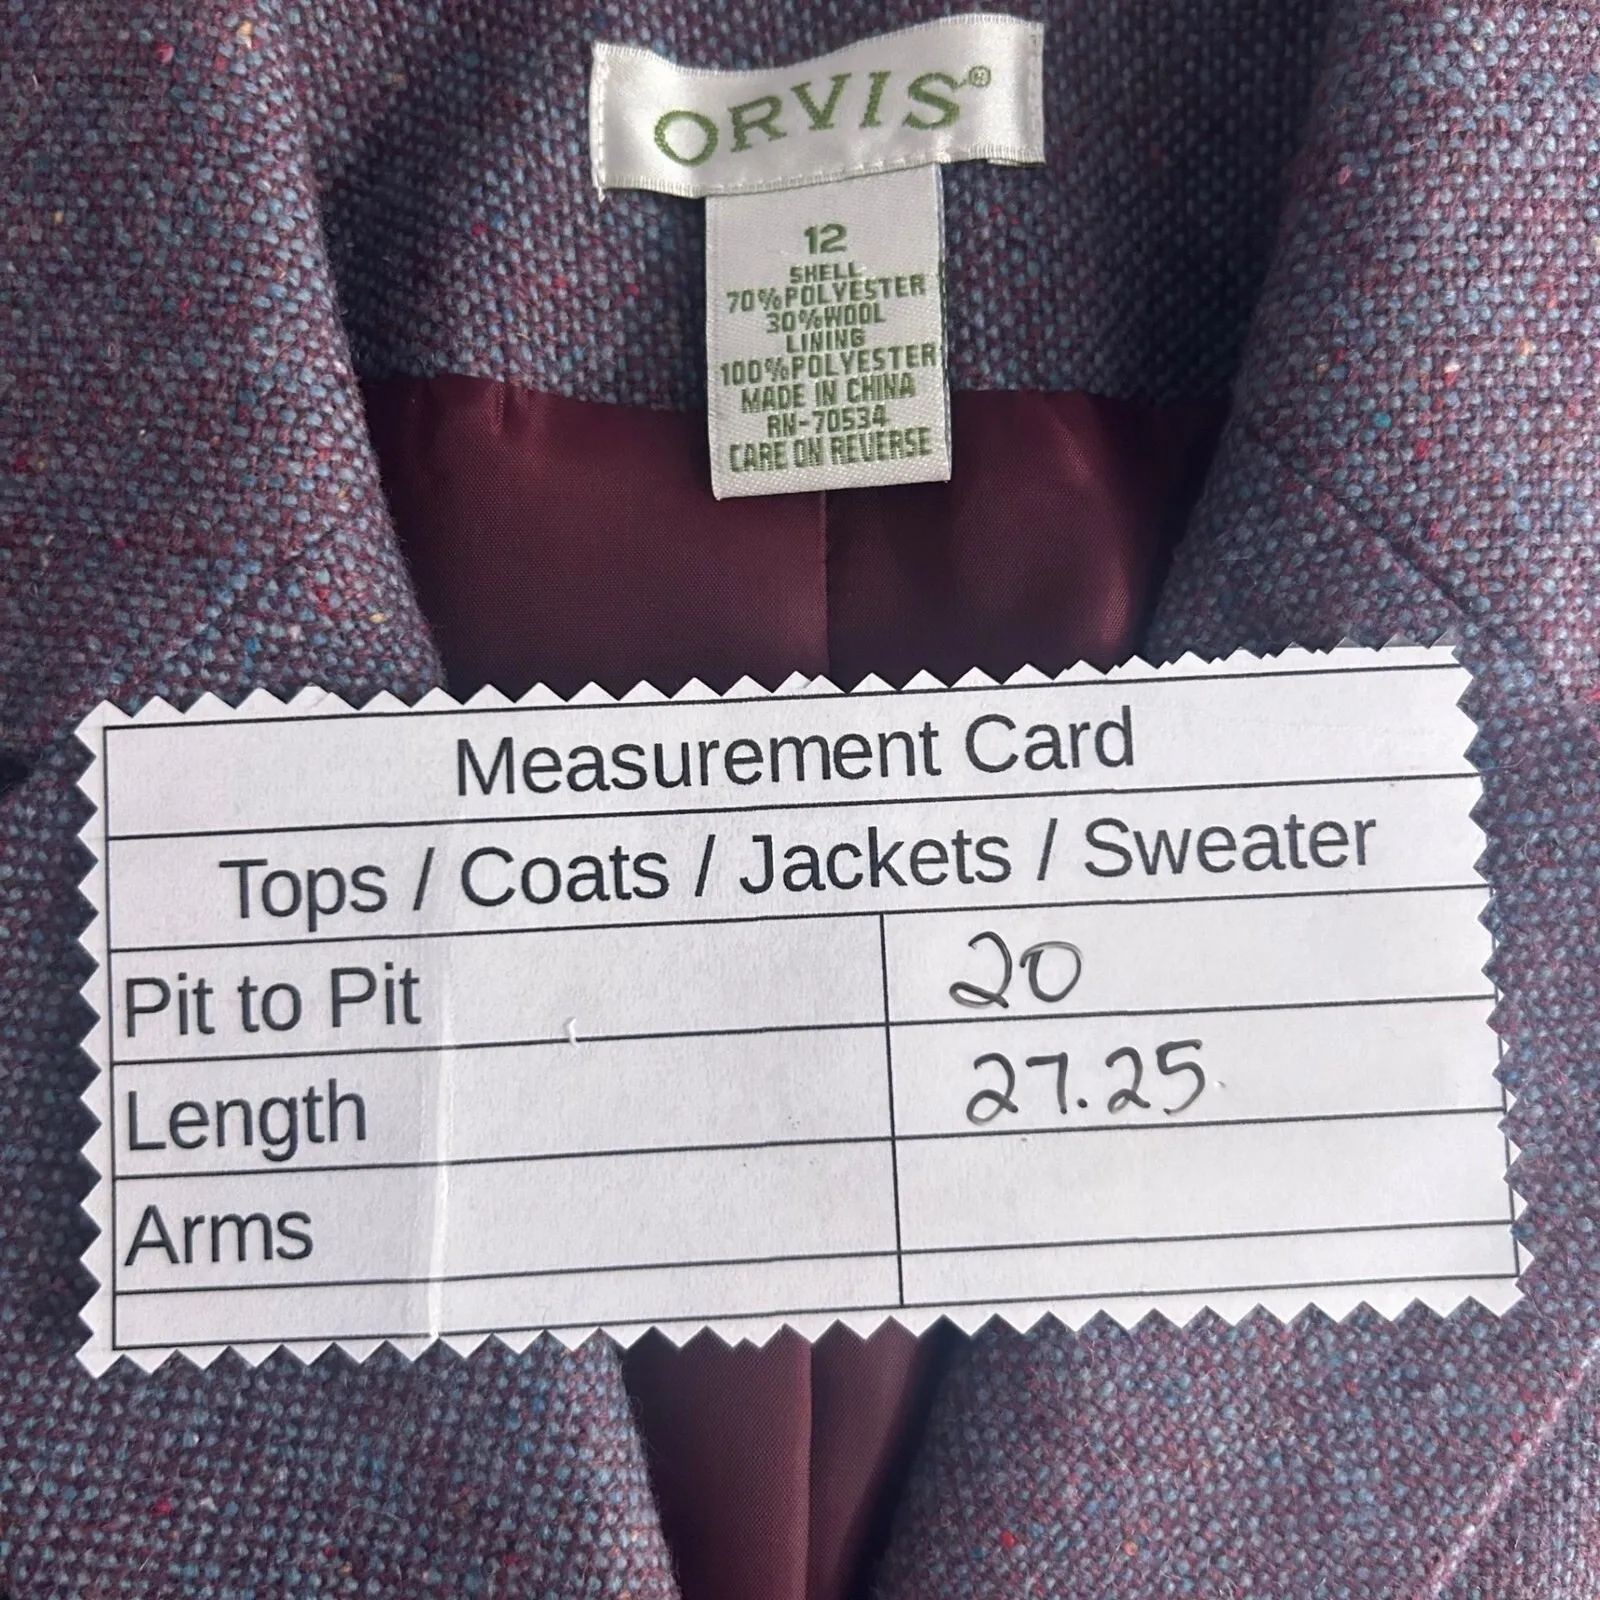 ORVIS®
12
SHELL
70%POLYESTER
30%WOOL
LINING
100%POLYESTER
MADE IN CHINA
RN-70534
CARE ON REVERSE
Measurement Card
Tops / Coats / Jackets / Sweater
Pit to Pit 20
Length 27.25
Arms